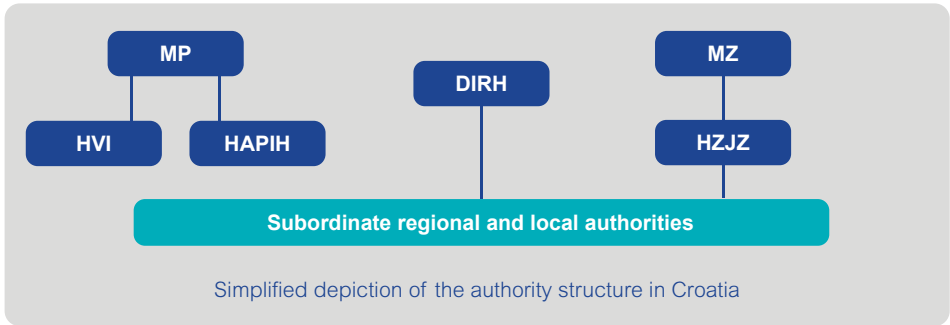 MP
MZ
DIRH
HVI
HAPIH
HZJZ
Subordinate regional and local authorities
Simplified depiction of the authority structure in Croatia